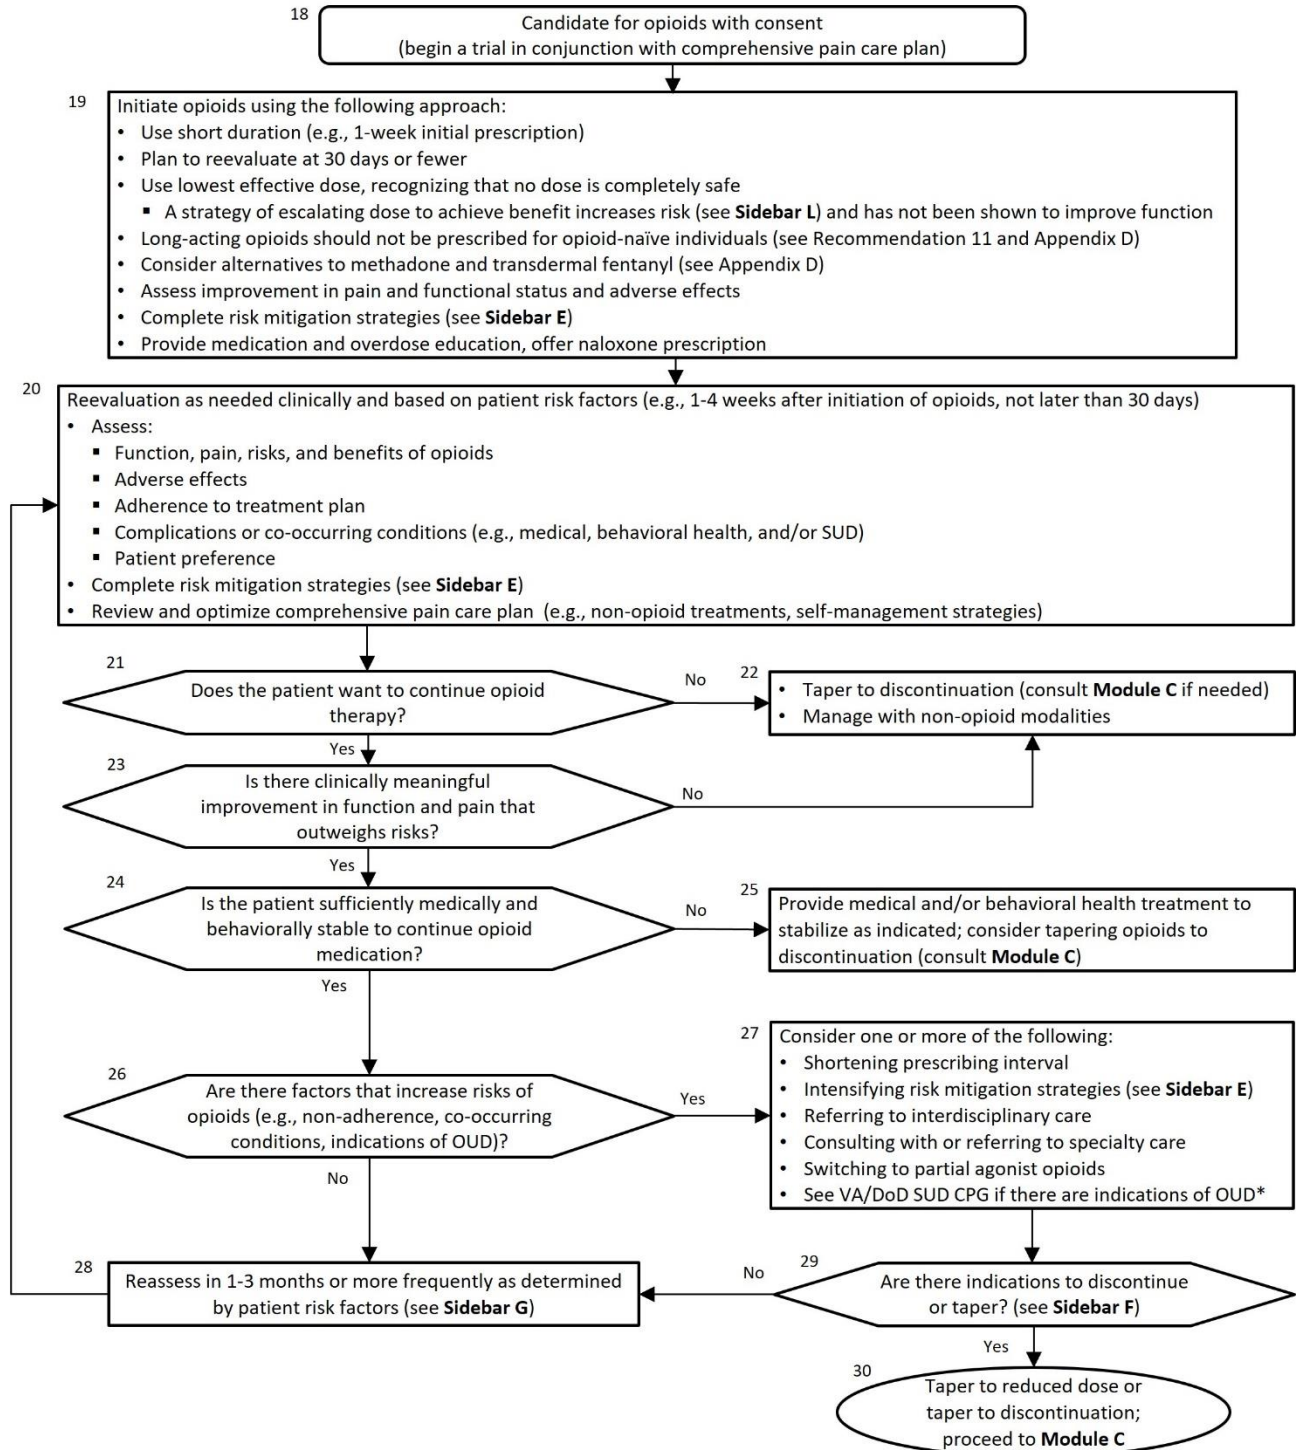 18
Candidate for opioids with consent
(begin a trial in conjunction with comprehensive pain care plan)
19
Initiate opioids using the following approach:
• Use short duration (e.g., 1-week initial prescription)
• Plan to reevaluate at 30 days or fewer
• Use lowest effective dose, recognizing that no dose is completely safe
▪ A strategy of escalating dose to achieve benefit increases risk (see Sidebar L) and has not been shown to improve function
• Long-acting opioids should not be prescribed for opioid-naïve individuals (see Recommendation 11 and Appendix D)
• Consider alternatives to methadone and transdermal fentanyl (see Appendix D)
• Assess improvement in pain and functional status and adverse effects
• Complete risk mitigation strategies (see Sidebar E)
• Provide medication and overdose education, offer naloxone prescription
20
Reevaluation as needed clinically and based on patient risk factors (e.g., 1-4 weeks after initiation of opioids, not later than 30 days)
• Assess:
▪ Function, pain, risks, and benefits of opioids
▪ Adverse effects
▪ Adherence to treatment plan
▪ Complications or co-occurring conditions (e.g., medical, behavioral health, and/or SUD)
▪ Patient preference
• Complete risk mitigation strategies (see Sidebar E)
• Review and optimize comprehensive pain care plan (e.g., non-opioid treatments, self-management strategies)
21
Does the patient want to continue opioid
therapy?
No
22
• Taper to discontinuation (consult Module C if needed)
• Manage with non-opioid modalities
Yes
23
Is there clinically meaningful
improvement in function and pain that
outweighs risks?
No
Yes
24
Is the patient sufficiently medically and
behaviorally stable to continue opioid
medication?
No
25
Provide medical and/or behavioral health treatment to
stabilize as indicated; consider tapering opioids to
discontinuation (consult Module C)
Yes
26
Are there factors that increase risks of
opioids (e.g., non-adherence, co-occurring
conditions, indications of OUD)?
Yes
27
Consider one or more of the following:
• Shortening prescribing interval
• Intensifying risk mitigation strategies (see Sidebar E)
• Referring to interdisciplinary care
• Consulting with or referring to specialty care
• Switching to partial agonist opioids
• See VA/DoD SUD CPG if there are indications of OUD*
No
28
Reassess in 1-3 months or more frequently as determined
by patient risk factors (see Sidebar G)
No
29
Are there indications to discontinue
or taper? (see Sidebar F)
Yes
30
Taper to reduced dose or
taper to discontinuation;
proceed to Module C